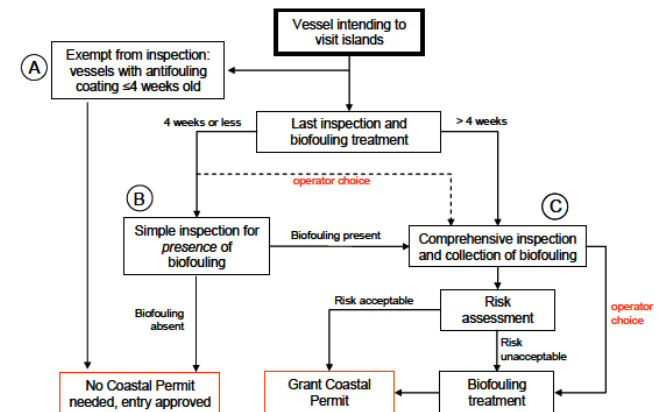 Vessel intending to
visit islands
A
Exempt from inspection:
vessels with antifouling
coating ≤4 weeks old
4 weeks or less
Last inspection and
biofouling treatment
> 4 weeks
operator choice
B
C
Simple inspection for
presence of
biofouling
Biofouling present
Comprehensive inspection
and collection of biofouling
Biofouling
absent
Risk acceptable
Risk
assessment
operator
choice
Risk
unacceptable
No Coastal Permit
needed, entry approved
Grant Coastal
Permit
Biofouling
treatment